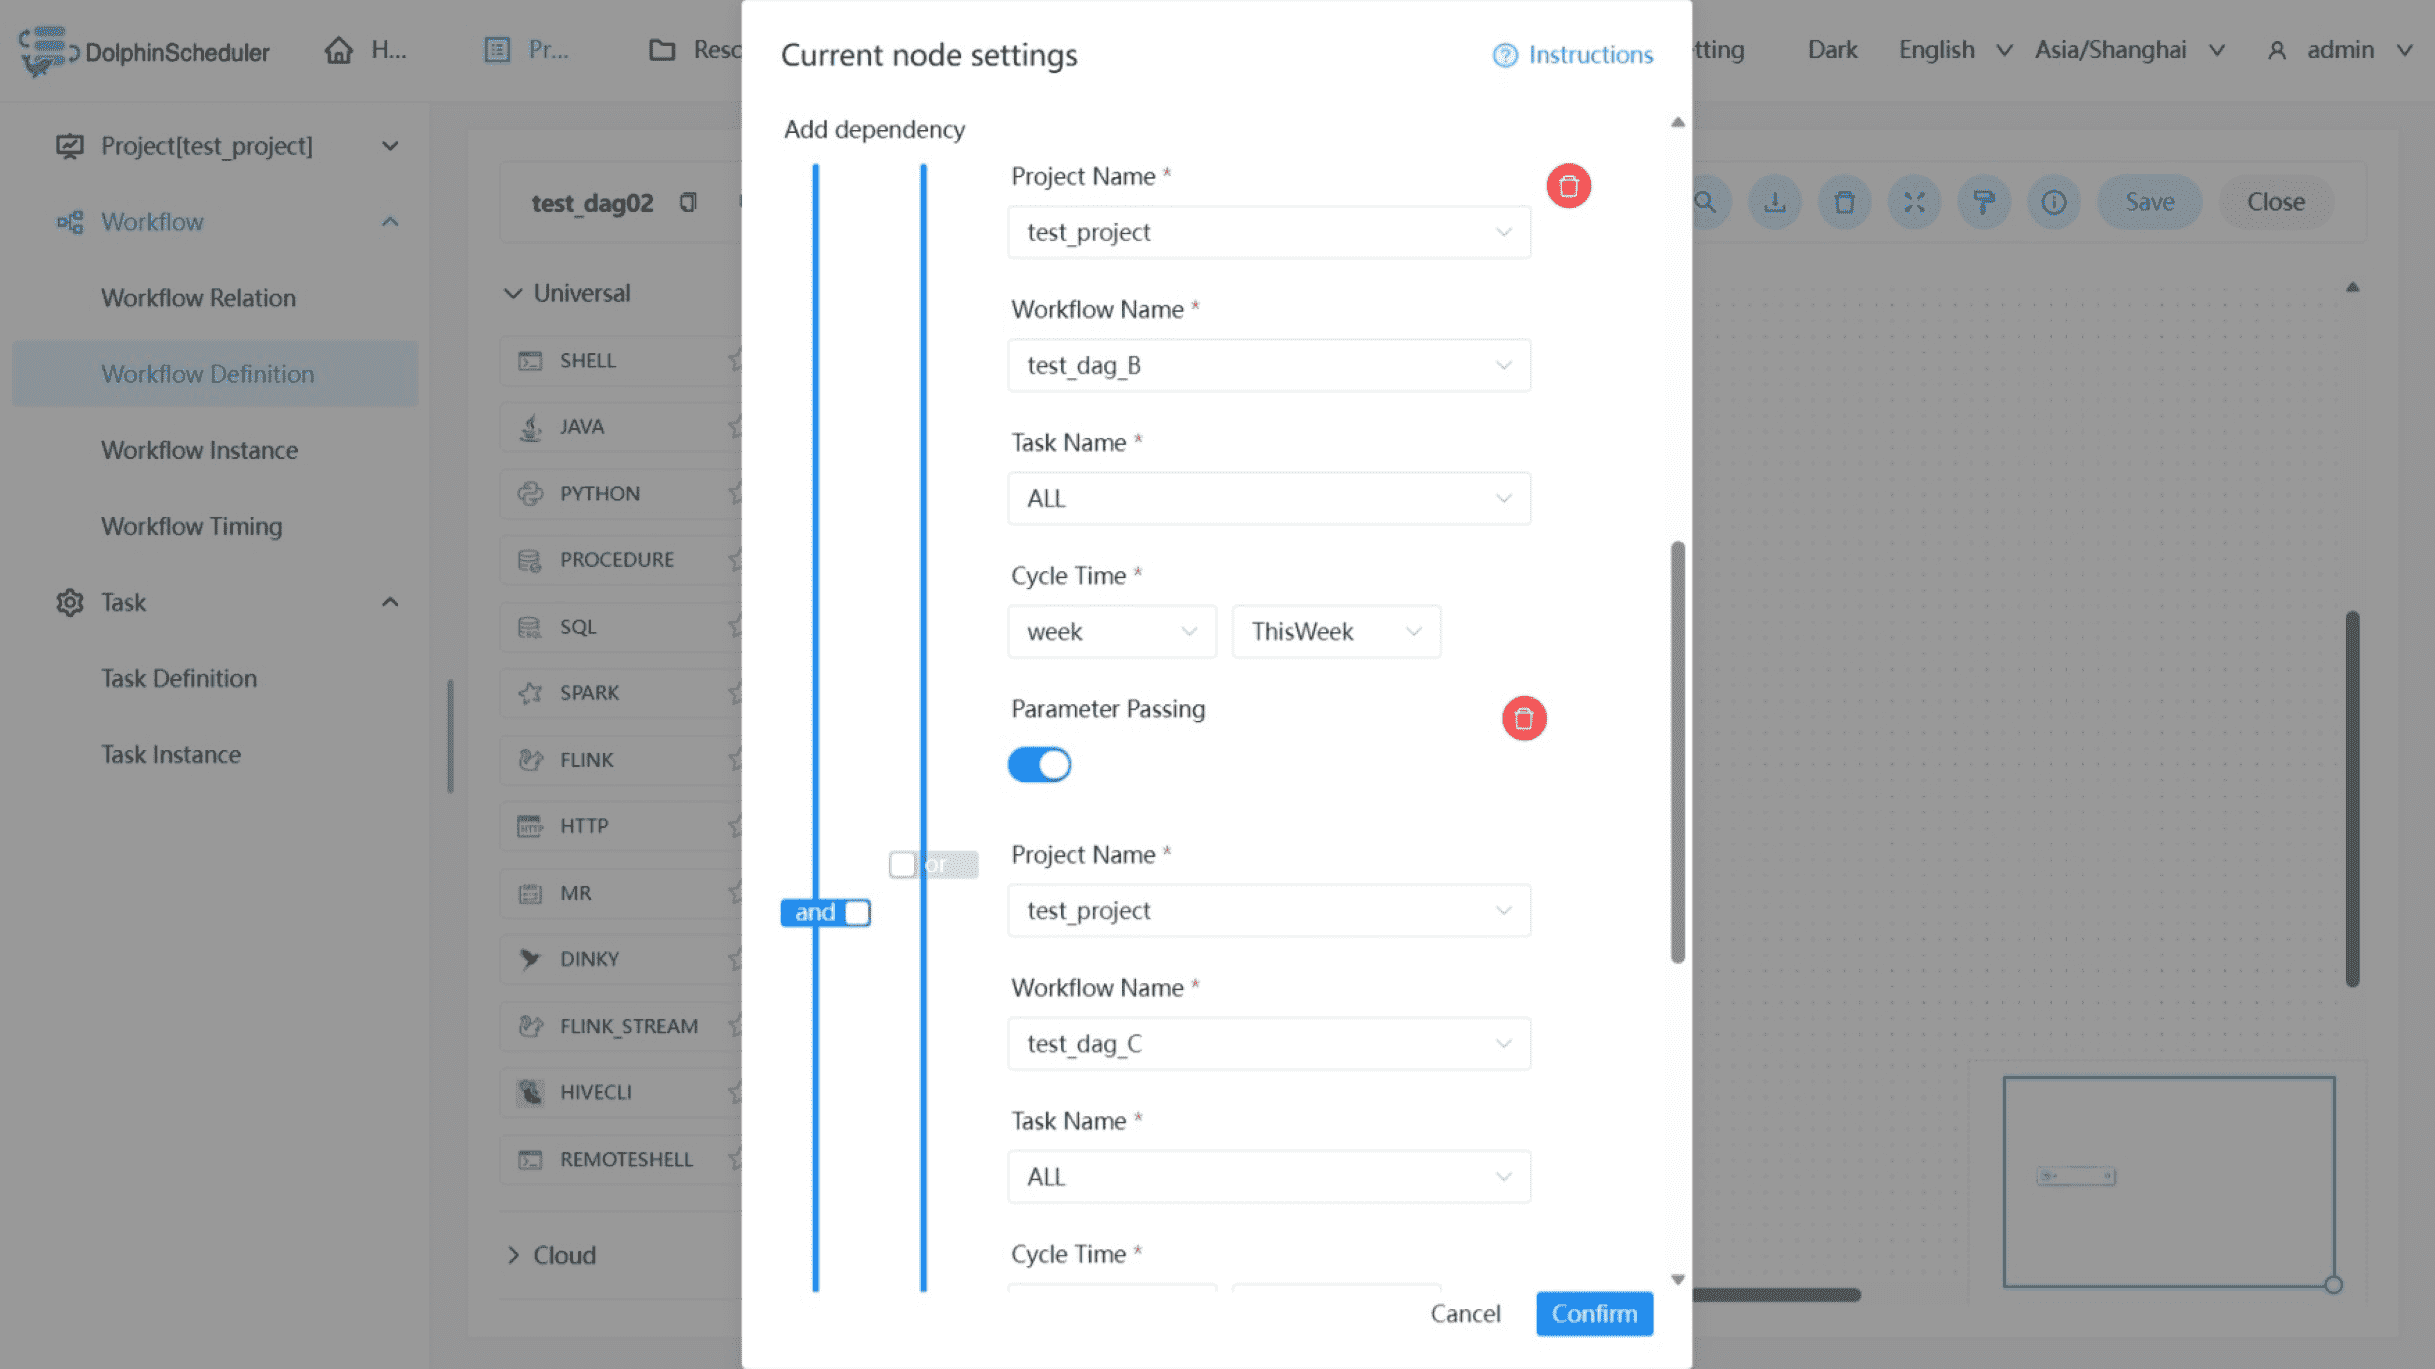 DolphinScheduler
H...
Pr...
Reso
tting
Dark
English
Asia/Shanghai
admin
Project[test_project]
Workflow
Workflow Relation
Workflow Definition
Workflow Instance
Workflow Timing
Task
Task Definition
Task Instance
test_dag02
Save
Close
Universal
SHELL
JAVA
PYTHON
PROCEDURE
SQL
SPARK
FLINK
HTTP
MR
DINKY
FLINK_STREAM
HIVECLI
REMOTESHELL
Cloud
Current node settings
Instructions
Add dependency
Project Name *
test_project
Workflow Name *
test_dag_B
Task Name *
ALL
Cycle Time *
week
ThisWeek
Parameter Passing
or
and
Project Name *
test_project
Workflow Name *
test_dag_C
Task Name *
ALL
Cycle Time *
Cancel
Confirm